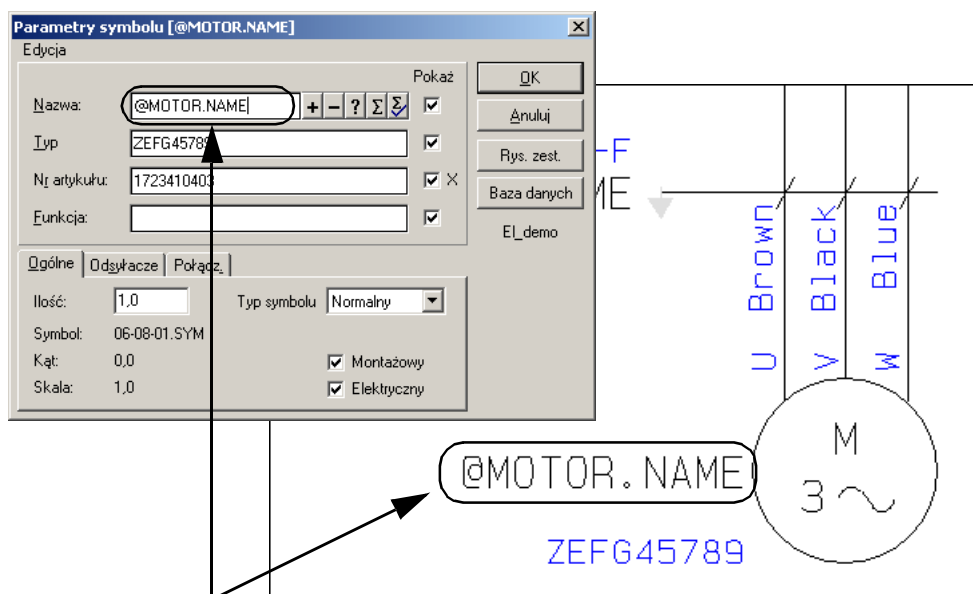 Parametry symbolu [@MOTOR.NAME]
Edycja
Pokaż
Nazwa: @MOTOR.NAME + - ? Σ Σ
Typ ZEFG45789
Nr artykułu: 1723410403 X
Funkcja:
OK
Anuluj
Rys. zest.
Baza danych
El_demo
Ogólne Odsyłacze Połącz.
Ilość: 1,0 Typ symbolu Normalny
Symbol: 06-08-01.SYM
Kąt: 0,0 Montażowy
Skala: 1,0 Elektryczny
-F
ME
U Brown
V Black
W Blue
M
3
@MOTOR.NAME
ZEFG45789